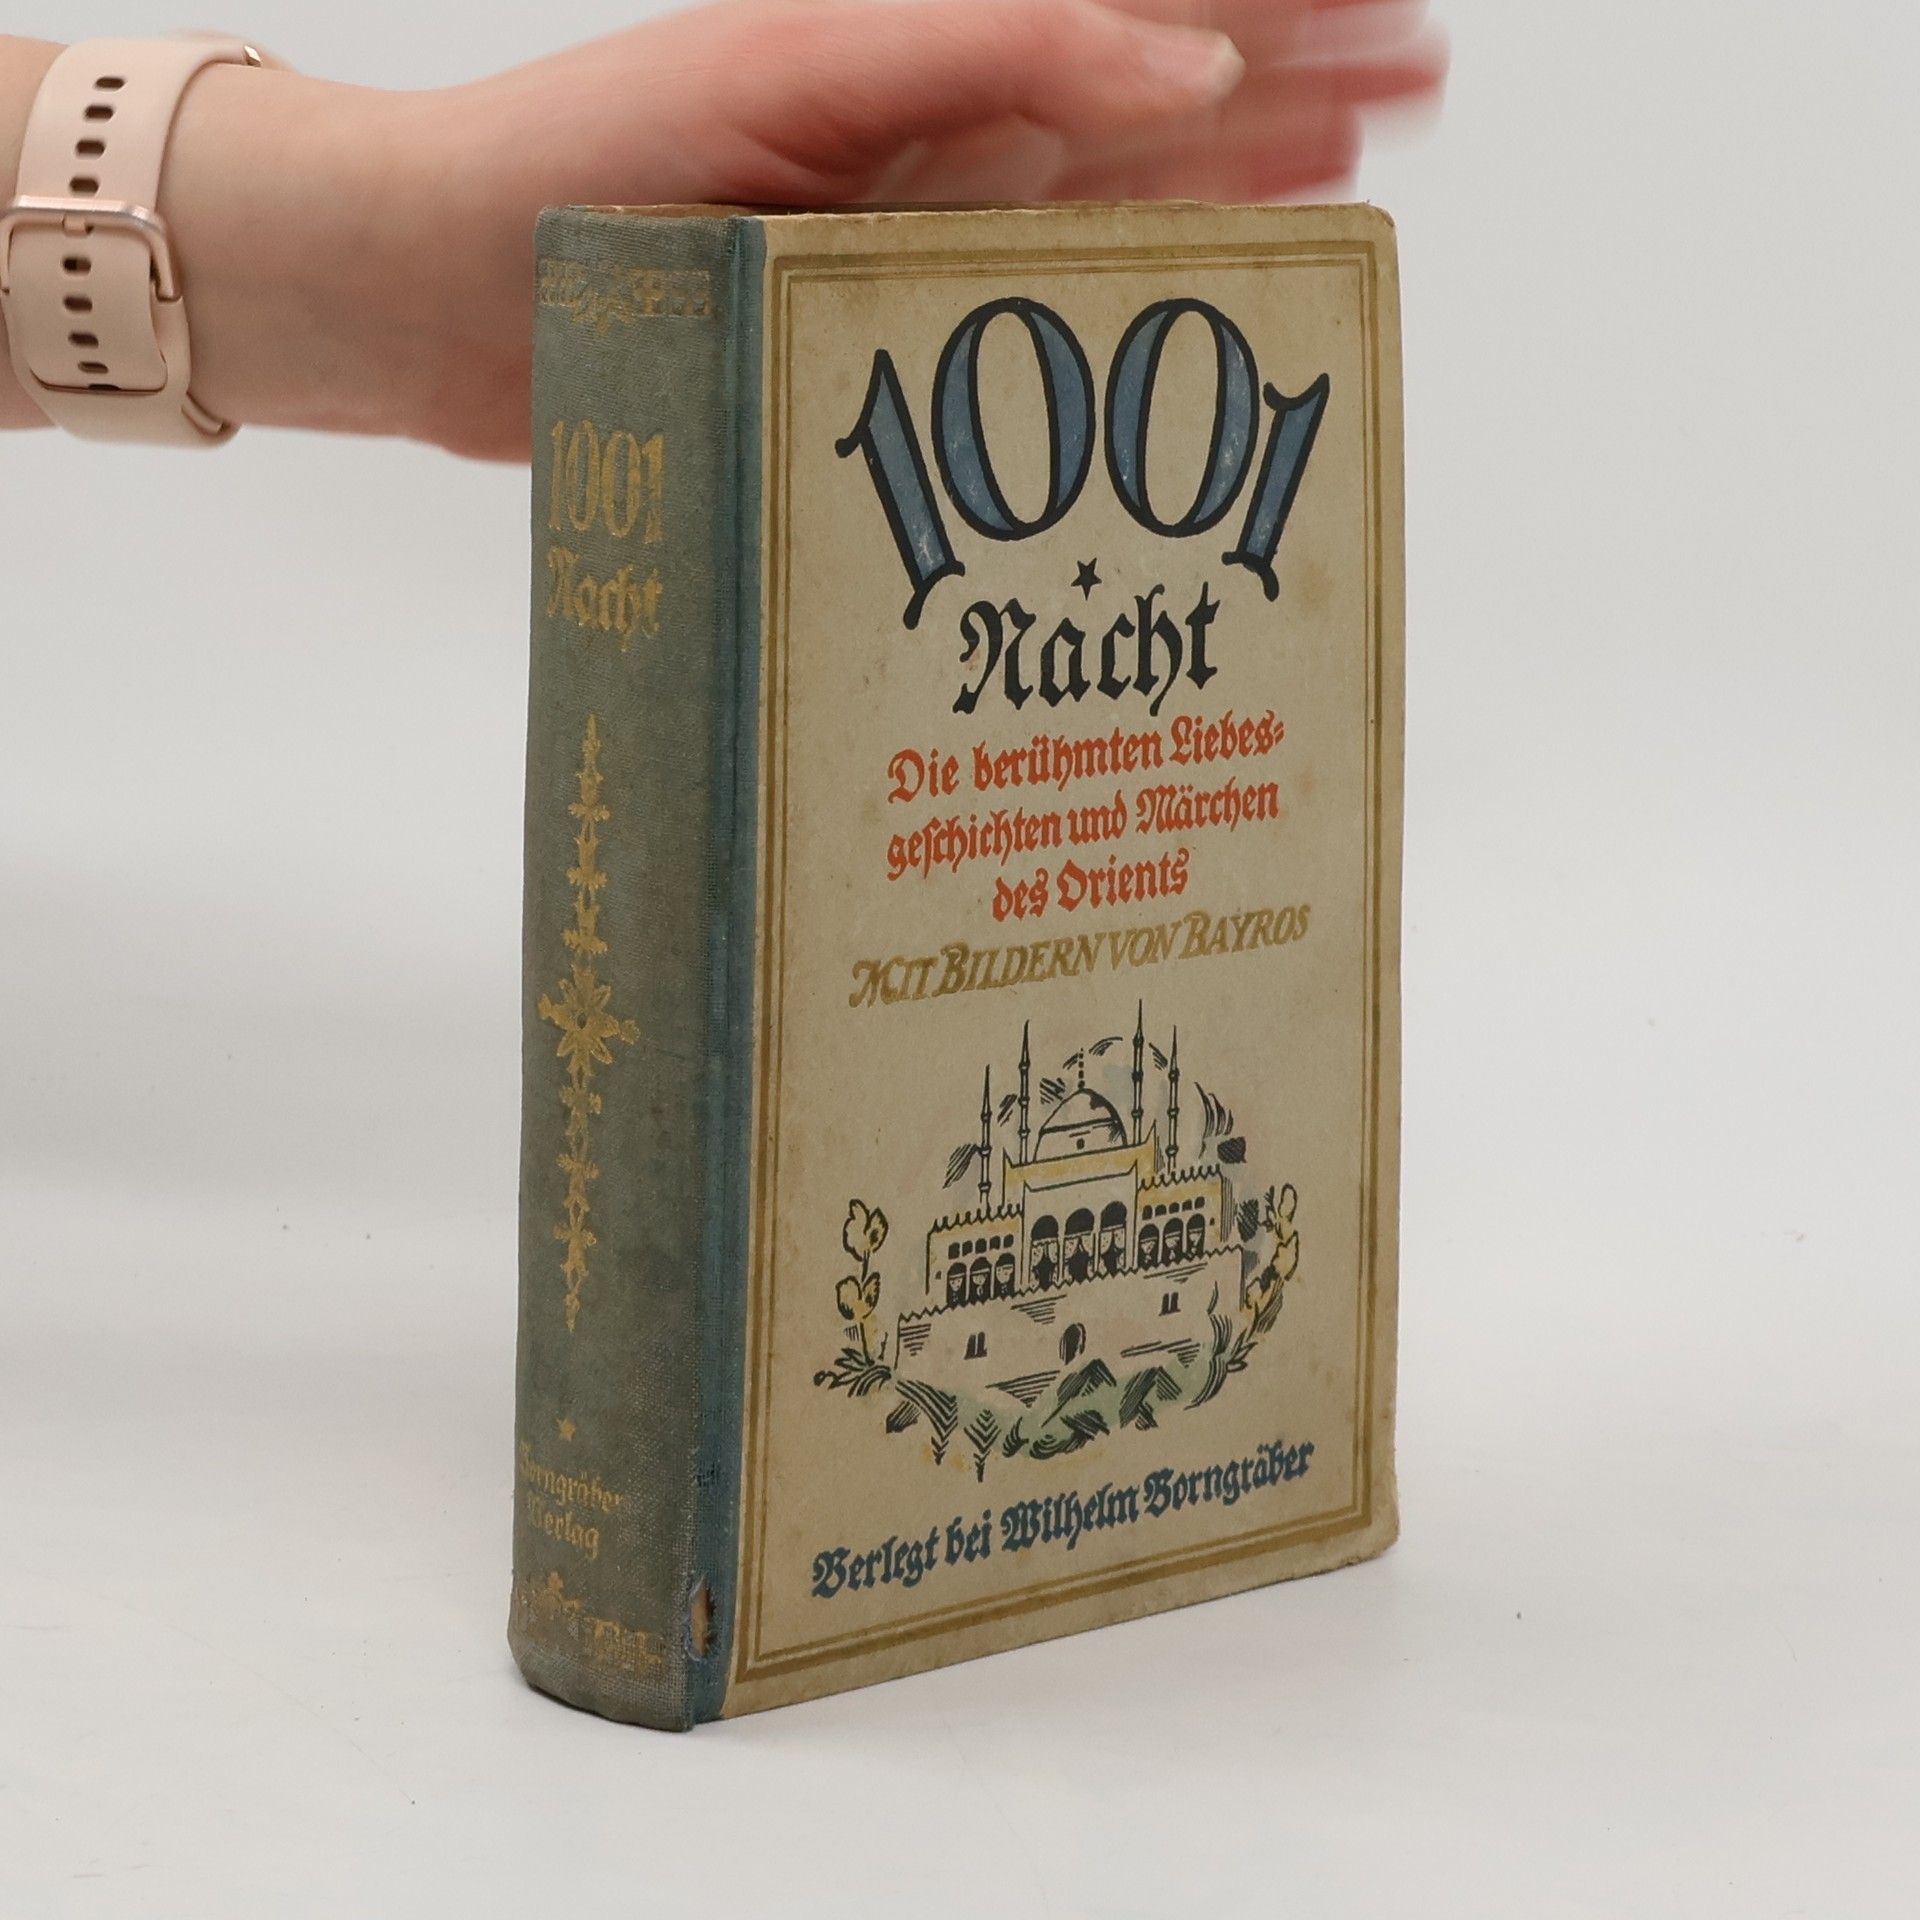 1001
Nacht
Borngräber
Verlag
1001
Nacht
Die berühmten Liebes=
geschichten und Märchen
des Orients
MIT BILDERN VON BAYROS
Verlegt bei Wilhelm Borngräber